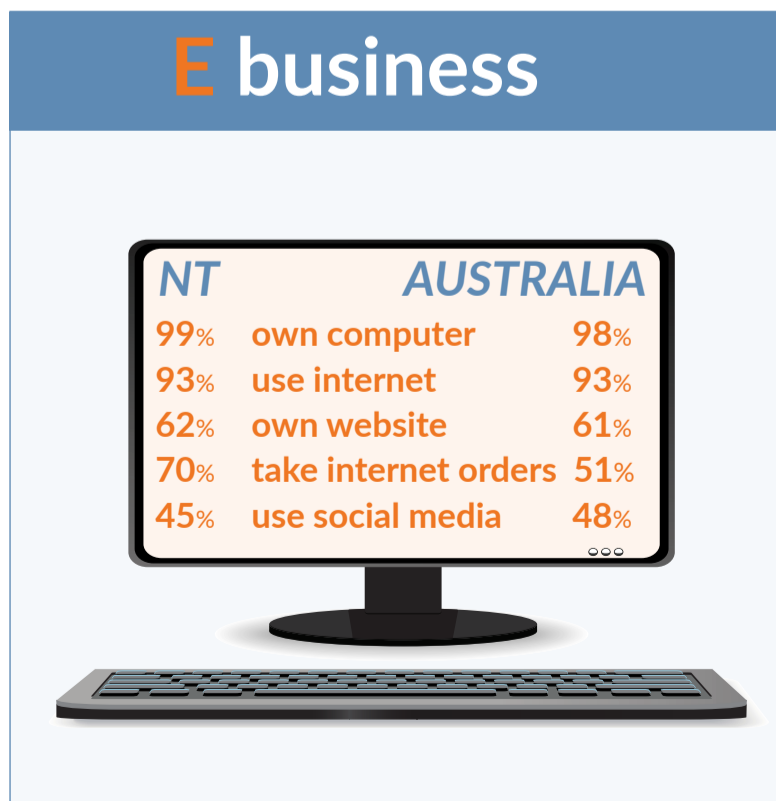 E business
NT AUSTRALIA
99% own computer 98%
93% use internet 93%
62% own website 61%
70% take internet orders 51%
45% use social media 48%